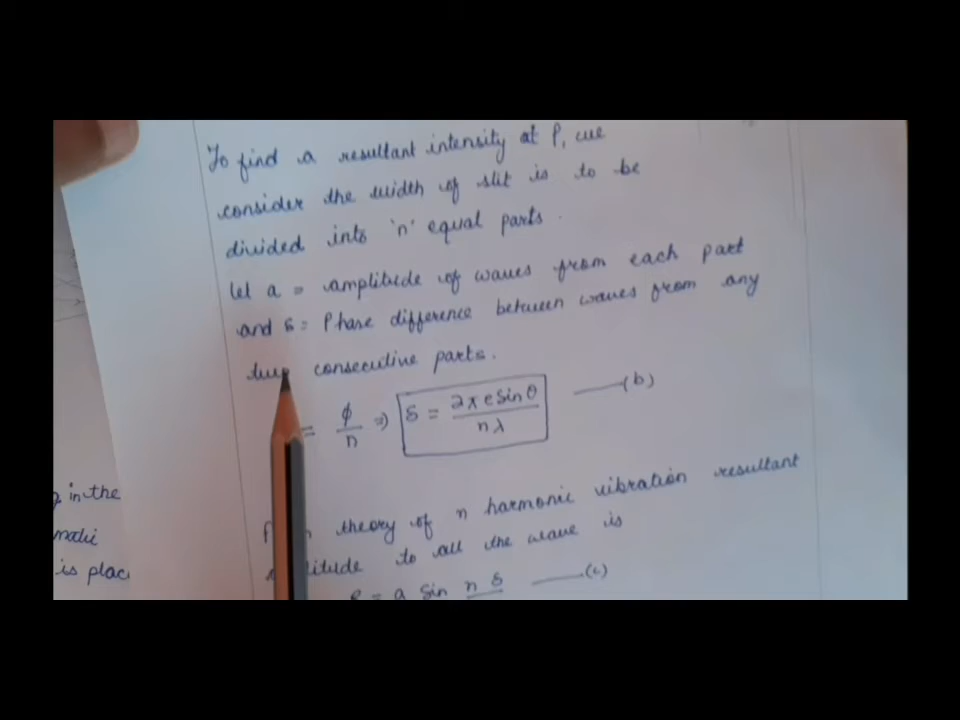 To find a resultant intensity at P, we
consider the width of slit is to be
divided into 'n' equal parts.
let a = amplitude of waves from each part
and δ = Phase difference between waves from any
two consecutive parts.
= φ/n ⇒ δ = 2π e Sin θ / n λ —(b)
theory of n harmonic vibration resultant
to all the wave is
= a Sin n δ —(c)
in the
is plac